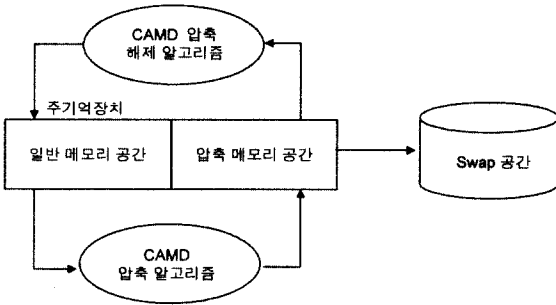 CAMD 압축
해제 알고리즘
주기억장치
일반 메모리 공간
압축 메모리 공간
Swap 공간
CAMD
압축 알고리즘